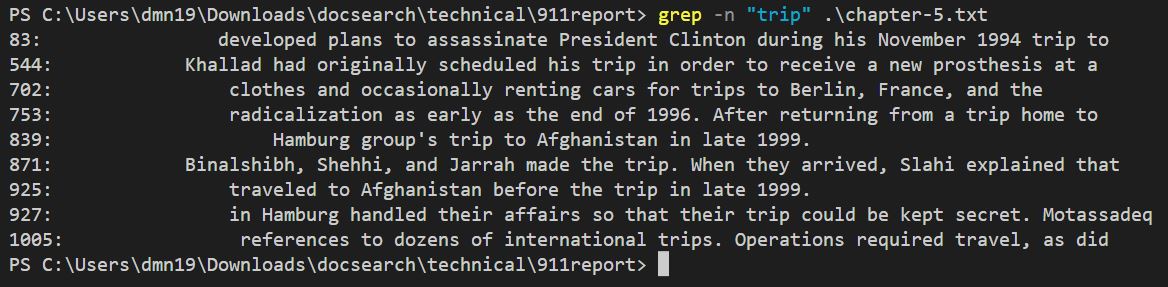 PS C:\Users\dmn19\Downloads\docsearch\technical\911report> grep -n "trip" .\chapter-5.txt
83:                developed plans to assassinate President Clinton during his November 1994 trip to
544:            Khallad had originally scheduled his trip in order to receive a new prosthesis at a
702:                clothes and occasionally renting cars for trips to Berlin, France, and the
753:                radicalization as early as the end of 1996. After returning from a trip home to
839:                    Hamburg group's trip to Afghanistan in late 1999.
871:            Binalshibh, Shehhi, and Jarrah made the trip. When they arrived, Slahi explained that
925:                traveled to Afghanistan before the trip in late 1999.
927:                in Hamburg handled their affairs so that their trip could be kept secret. Motassadeq
1005:                references to dozens of international trips. Operations required travel, as did
PS C:\Users\dmn19\Downloads\docsearch\technical\911report>